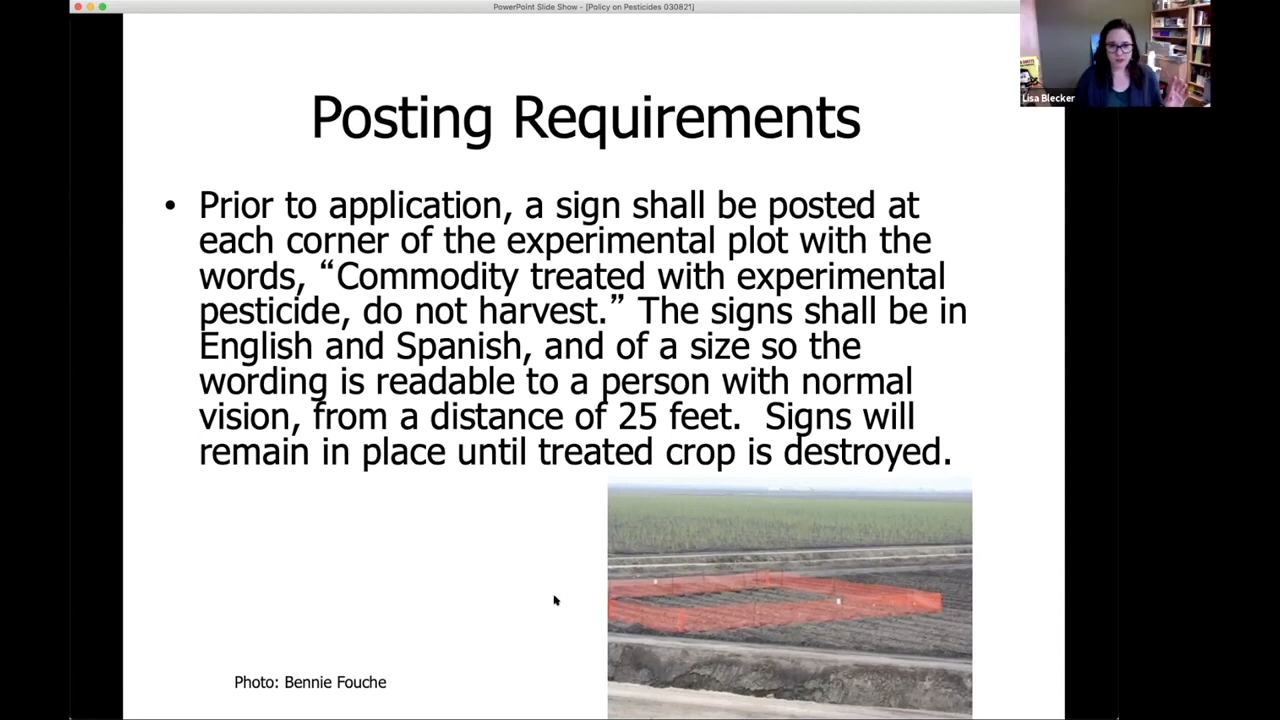 PowerPoint Slide Show - [Policy on Pesticides 030821]
Lisa Blecker
Posting Requirements
• Prior to application, a sign shall be posted at
each corner of the experimental plot with the
words, “Commodity treated with experimental
pesticide, do not harvest.” The signs shall be in
English and Spanish, and of a size so the
wording is readable to a person with normal
vision, from a distance of 25 feet.  Signs will
remain in place until treated crop is destroyed.
Photo: Bennie Fouche